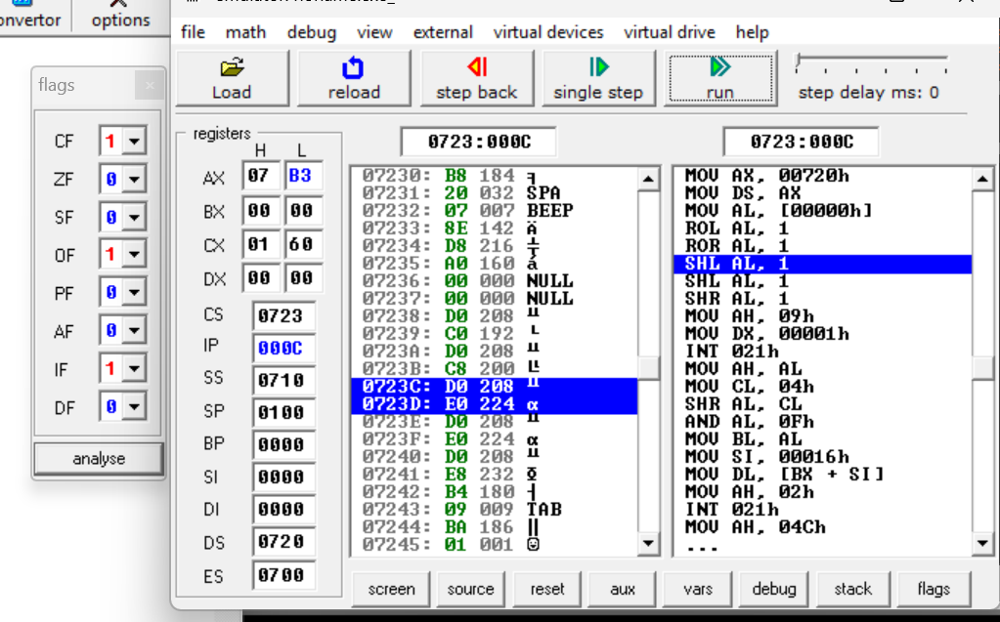 onvertor options
flags
CF 1
ZF 0
SF 0
OF 1
PF 0
AF 0
IF 1
DF 0
analyse
file math debug view external virtual devices virtual drive help
Load reload step back single step run step delay ms: 0
registers
H L
AX 07 B3
BX 00 00
CX 01 60
DX 00 00
CS 0723
IP 000C
SS 0710
SP 0100
BP 0000
SI 0000
DI 0000
DS 0720
ES 0700
0723:000C
07230: B8 184 ╕
07231: 20 032 SPA
07232: 07 007 BEEP
07233: 8E 142 Ä
07234: D8 216 ╪
07235: A0 160 á
07236: 00 000 NULL
07237: 00 000 NULL
07238: D0 208 ╨
07239: C0 192 └
0723A: D0 208 ╨
0723B: C8 200 ╚
0723C: D0 208 ╨
0723D: E0 224 α
0723E: D0 208 ╨
0723F: E0 224 α
07240: D0 208 ╨
07241: E8 232 Φ
07242: B4 180 ┤
07243: 09 009 TAB
07244: BA 186 ║
07245: 01 001 ☺
0723:000C
MOV AX, 00720h
MOV DS, AX
MOV AL, [00000h]
ROL AL, 1
ROR AL, 1
SHL AL, 1
SHL AL, 1
SHR AL, 1
MOV AH, 09h
MOV DX, 00001h
INT 021h
MOV AH, AL
MOV CL, 04h
SHR AL, CL
AND AL, 0Fh
MOV BL, AL
MOV SI, 00016h
MOV DL, [BX + SI]
MOV AH, 02h
INT 021h
MOV AH, 04Ch
...
screen source reset aux vars debug stack flags